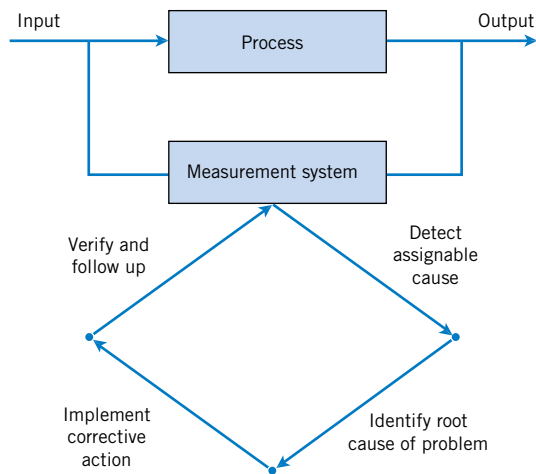 Input
Output
Process
Measurement system
Verify and
follow up
Detect
assignable
cause
Implement
corrective
action
Identify root
cause of problem